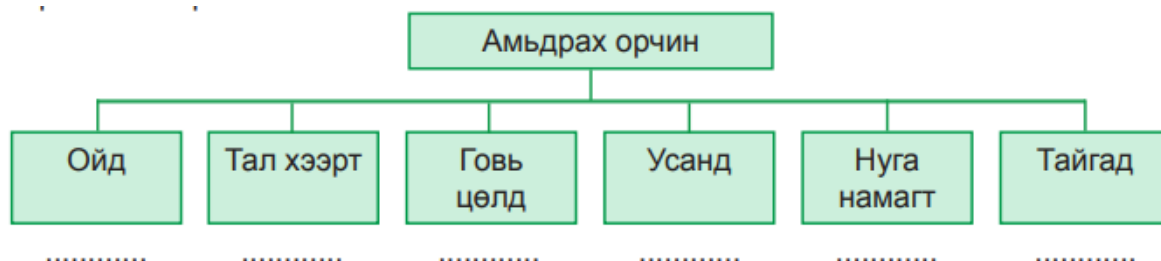 Амьдрах орчин
Ойд
Тал хээрт
Говь
цөлд
Усанд
Нуга
намагт
Тайгад
............ ............ ............ ............ ............ ............